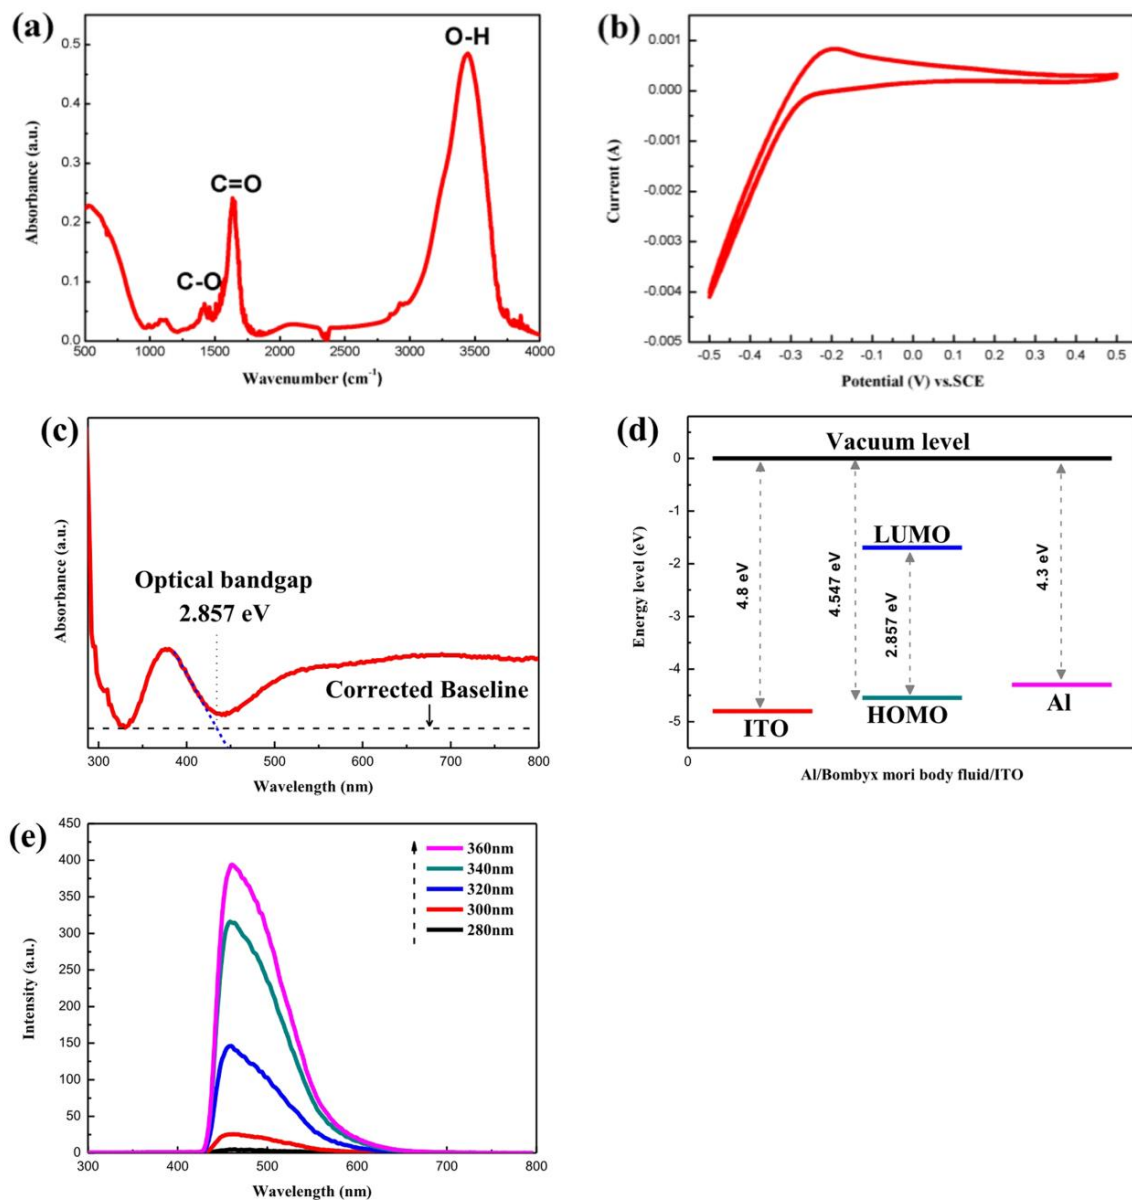 (a)
O-H
C=O
C-O
Absorbance (a.u.)
0.5
0.4
0.3
0.2
0.1
0.0
500 1000 1500 2000 2500 3000 3500 4000
Wavenumber (cm⁻¹)
(b)
Current (A)
0.001
0.000
-0.001
-0.002
-0.003
-0.004
-0.005
-0.5 -0.4 -0.3 -0.2 -0.1 0.0 0.1 0.2 0.3 0.4 0.5
Potential (V) vs.SCE
(c)
Absorbance (a.u.)
Optical bandgap
2.857 eV
Corrected Baseline
300 400 500 600 700 800
Wavelength (nm)
(d)
Energy level (eV)
0
-1
-2
-3
-4
-5
Vacuum level
LUMO
4.8 eV
4.547 eV
2.857 eV
4.3 eV
ITO
HOMO
Al
0
Al/Bombyx mori body fluid/ITO
(e)
Intensity (a.u.)
450
400
350
300
250
200
150
100
50
0
360nm
340nm
320nm
300nm
280nm
300 400 500 600 700 800
Wavelength (nm)